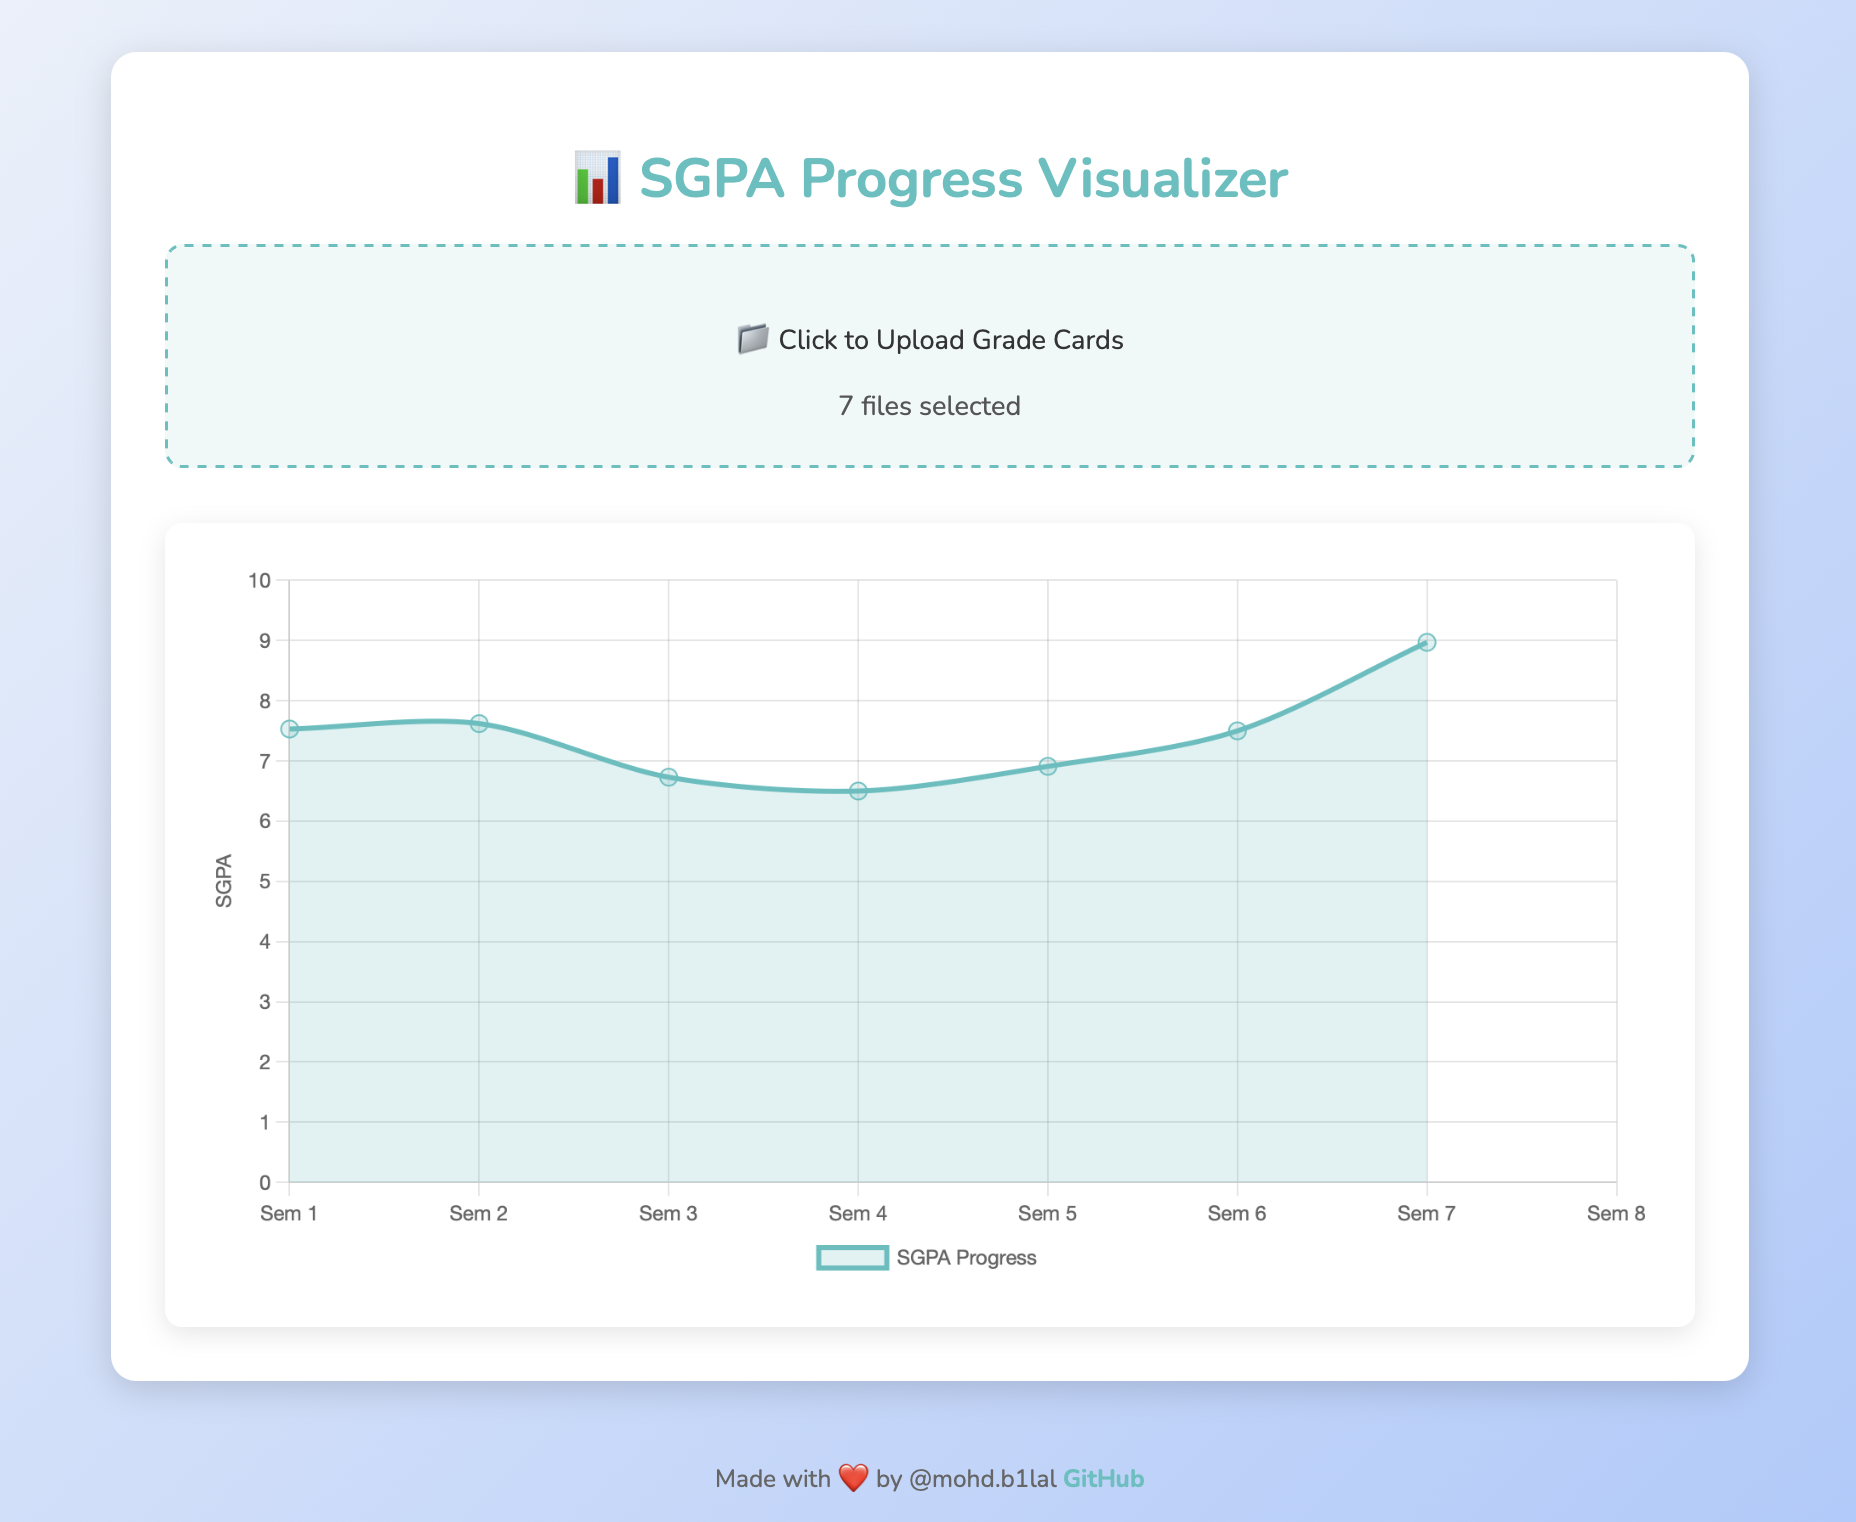 📊 SGPA Progress Visualizer
📁 Click to Upload Grade Cards
7 files selected
10
9
8
7
6
5
4
3
2
1
0
SGPA
Sem 1 Sem 2 Sem 3 Sem 4 Sem 5 Sem 6 Sem 7 Sem 8
SGPA Progress
Made with ❤️ by @mohd.b1lal GitHub